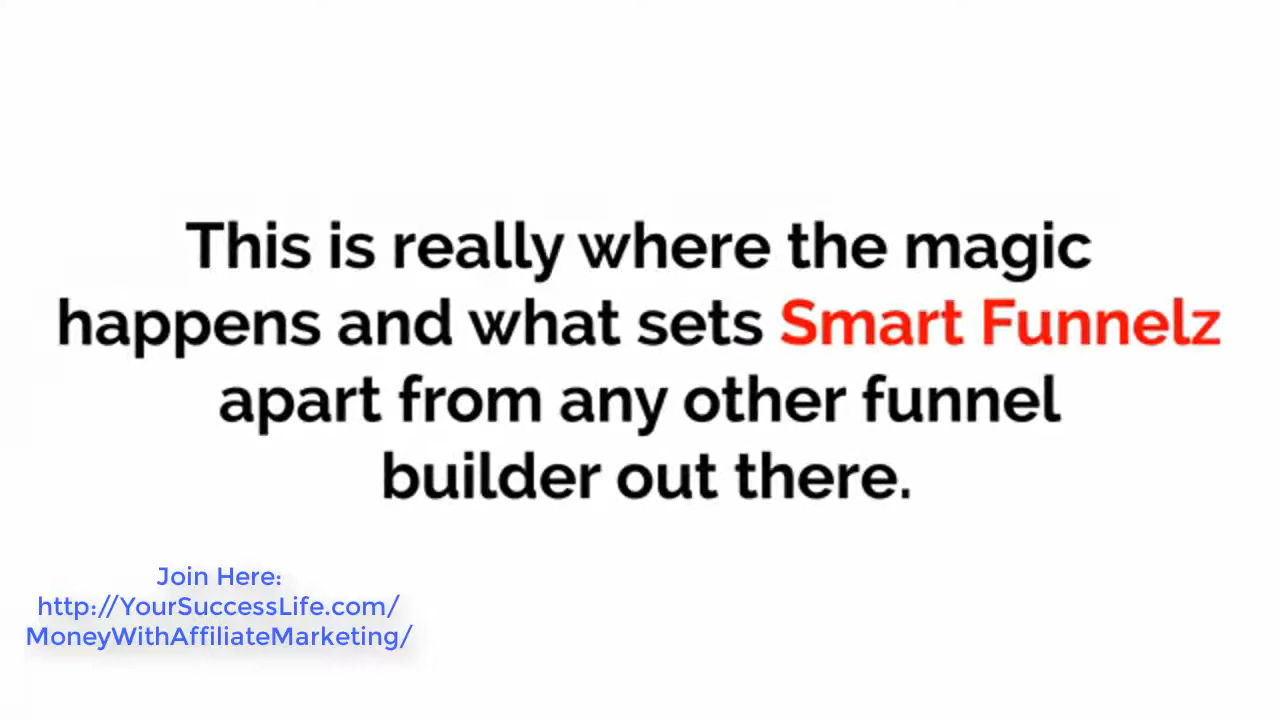 This is really where the magic
happens and what sets Smart Funnelz
apart from any other funnel
builder out there.
Join Here:
http://YourSuccessLife.com/
MoneyWithAffiliateMarketing/